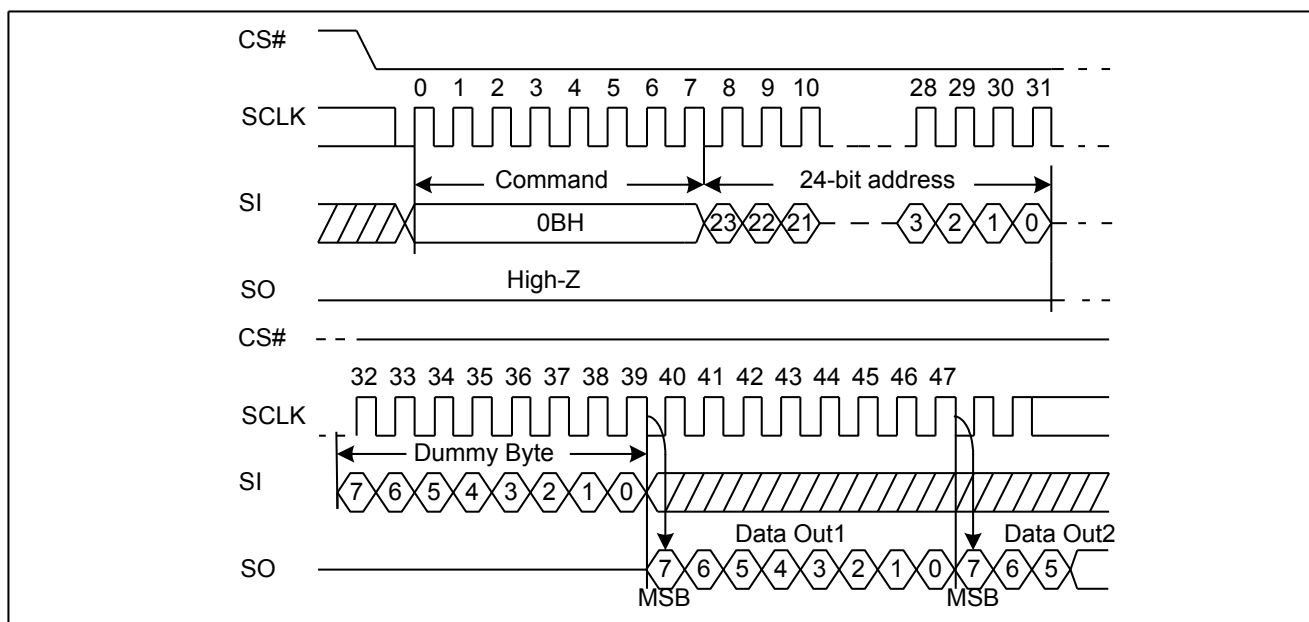 CS#
0 1 2 3 4 5 6 7 8 9 10 28 29 30 31
SCLK
Command 24-bit address
SI
0BH 23 22 21 3 2 1 0
High-Z
SO
CS#
32 33 34 35 36 37 38 39 40 41 42 43 44 45 46 47
SCLK
Dummy Byte
SI
7 6 5 4 3 2 1 0
Data Out1 Data Out2
SO
7 6 5 4 3 2 1 0 7 6 5
MSB MSB